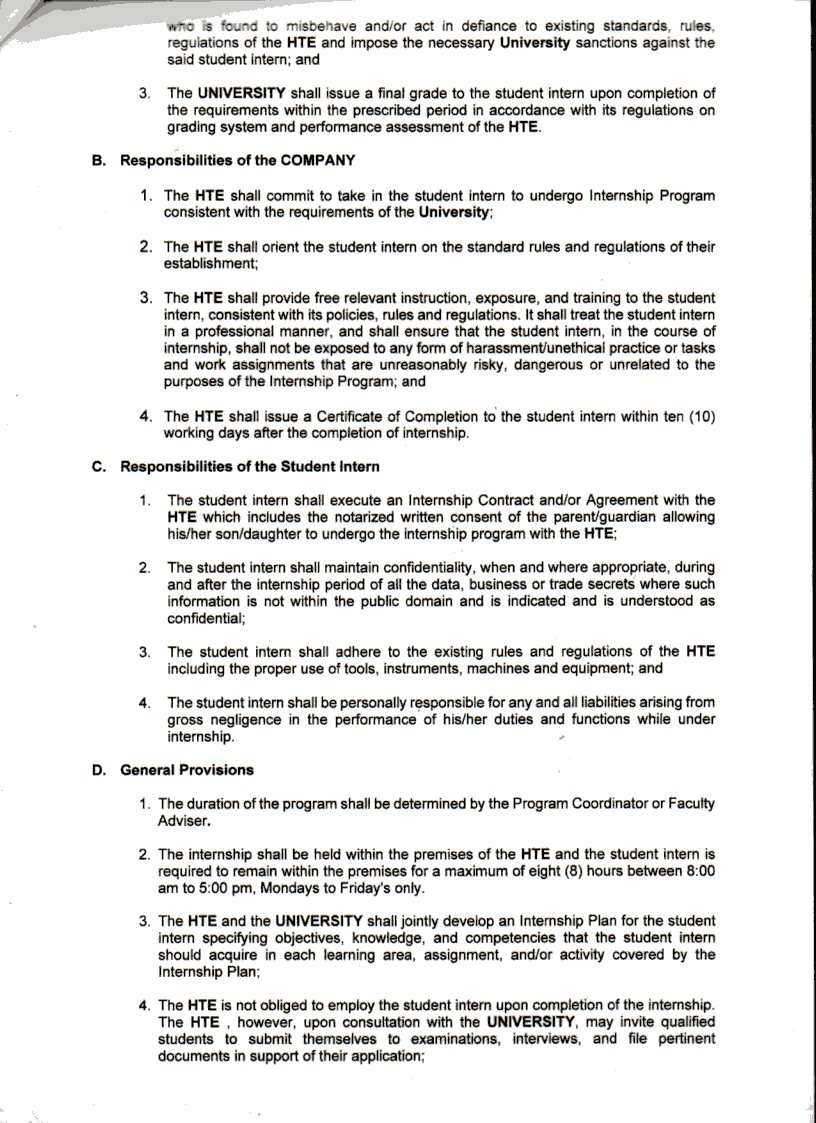 who is found to misbehave and/or act in defiance to existing standards, rules,
regulations of the HTE and impose the necessary University sanctions against the
said student intern; and
3. The UNIVERSITY shall issue a final grade to the student intern upon completion of
the requirements within the prescribed period in accordance with its regulations on
grading system and performance assessment of the HTE.
B. Responsibilities of the COMPANY
1. The HTE shall commit to take in the student intern to undergo Internship Program
consistent with the requirements of the University;
2. The HTE shall orient the student intern on the standard rules and regulations of their
establishment;
3. The HTE shall provide free relevant instruction, exposure, and training to the student
intern, consistent with its policies, rules and regulations. It shall treat the student intern
in a professional manner, and shall ensure that the student intern, in the course of
internship, shall not be exposed to any form of harassment/unethical practice or tasks
and work assignments that are unreasonably risky, dangerous or unrelated to the
purposes of the Internship Program; and
4. The HTE shall issue a Certificate of Completion to the student intern within ten (10)
working days after the completion of internship.
C. Responsibilities of the Student Intern
1. The student intern shall execute an Internship Contract and/or Agreement with the
HTE which includes the notarized written consent of the parent/guardian allowing
his/her son/daughter to undergo the internship program with the HTE;
2. The student intern shall maintain confidentiality, when and where appropriate, during
and after the internship period of all the data, business or trade secrets where such
information is not within the public domain and is indicated and is understood as
confidential;
3. The student intern shall adhere to the existing rules and regulations of the HTE
including the proper use of tools, instruments, machines and equipment; and
4. The student intern shall be personally responsible for any and all liabilities arising from
gross negligence in the performance of his/her duties and functions while under
internship.
D. General Provisions
1. The duration of the program shall be determined by the Program Coordinator or Faculty
Adviser.
2. The internship shall be held within the premises of the HTE and the student intern is
required to remain within the premises for a maximum of eight (8) hours between 8:00
am to 5:00 pm, Mondays to Friday's only.
3. The HTE and the UNIVERSITY shall jointly develop an Internship Plan for the student
intern specifying objectives, knowledge, and competencies that the student intern
should acquire in each learning area, assignment, and/or activity covered by the
Internship Plan;
4. The HTE is not obliged to employ the student intern upon completion of the internship.
The HTE , however, upon consultation with the UNIVERSITY, may invite qualified
students to submit themselves to examinations, interviews, and file pertinent
documents in support of their application;